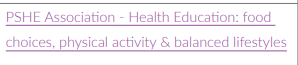 PSHE Association - Health Education: food
choices, physical activity & balanced lifestyles